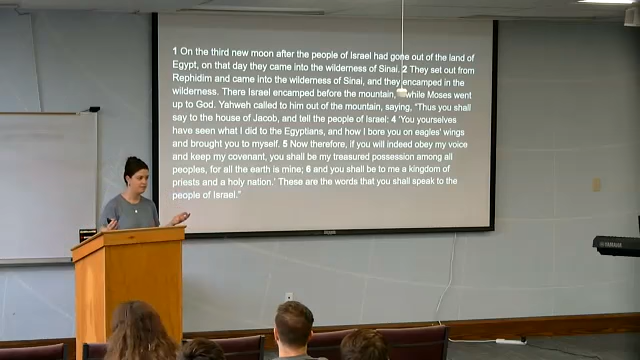 1 On the third new moon after the people of Israel had gone out of the land of
Egypt, on that day they came into the wilderness of Sinai. 2 They set out from
Rephidim and came into the wilderness of Sinai, and they encamped in the
wilderness. There Israel encamped before the mountain, 3 while Moses went
up to God. Yahweh called to him out of the mountain, saying, "Thus you shall
say to the house of Jacob, and tell the people of Israel: 4 'You yourselves
have seen what I did to the Egyptians, and how I bore you on eagles' wings
and brought you to myself. 5 Now therefore, if you will indeed obey my voice
and keep my covenant, you shall be my treasured possession among all
peoples, for all the earth is mine; 6 and you shall be to me a kingdom of
priests and a holy nation.' These are the words that you shall speak to the
people of Israel."
YAMAHA